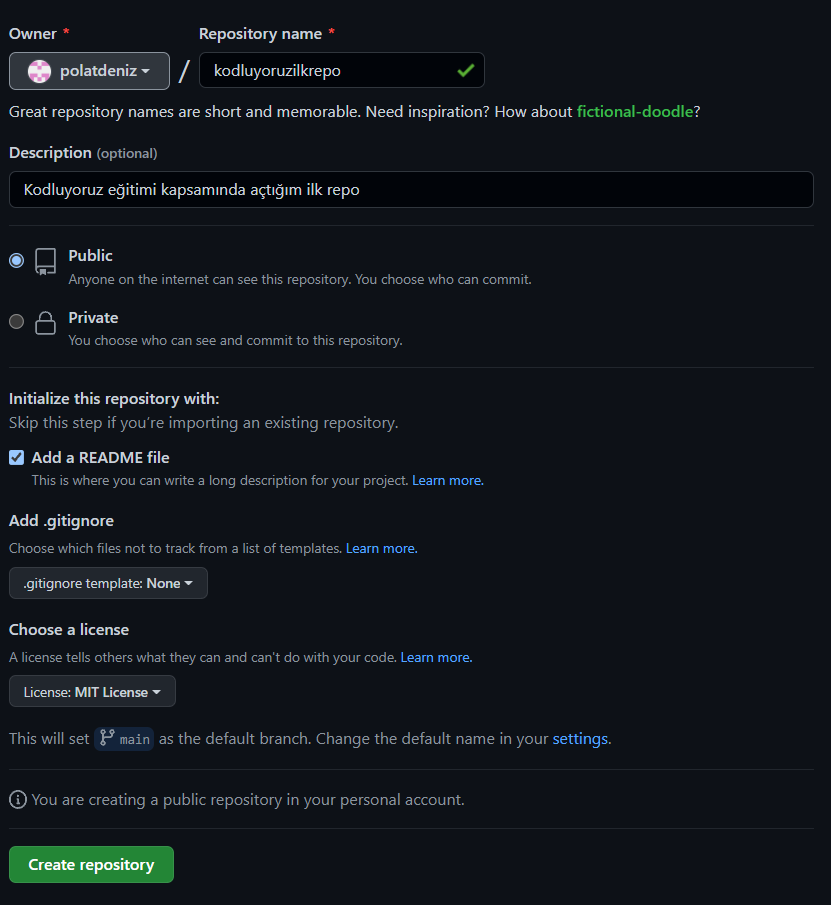 Owner * Repository name *
polatdeniz / kodluyoruzilkrepo
Great repository names are short and memorable. Need inspiration? How about fictional-doodle?
Description (optional)
Kodluyoruz eğitimi kapsamında açtığım ilk repo
Public
Anyone on the internet can see this repository. You choose who can commit.
Private
You choose who can see and commit to this repository.
Initialize this repository with:
Skip this step if you’re importing an existing repository.
Add a README file
This is where you can write a long description for your project. Learn more.
Add .gitignore
Choose which files not to track from a list of templates. Learn more.
.gitignore template: None
Choose a license
A license tells others what they can and can't do with your code. Learn more.
License: MIT License
This will set main as the default branch. Change the default name in your settings.
You are creating a public repository in your personal account.
Create repository